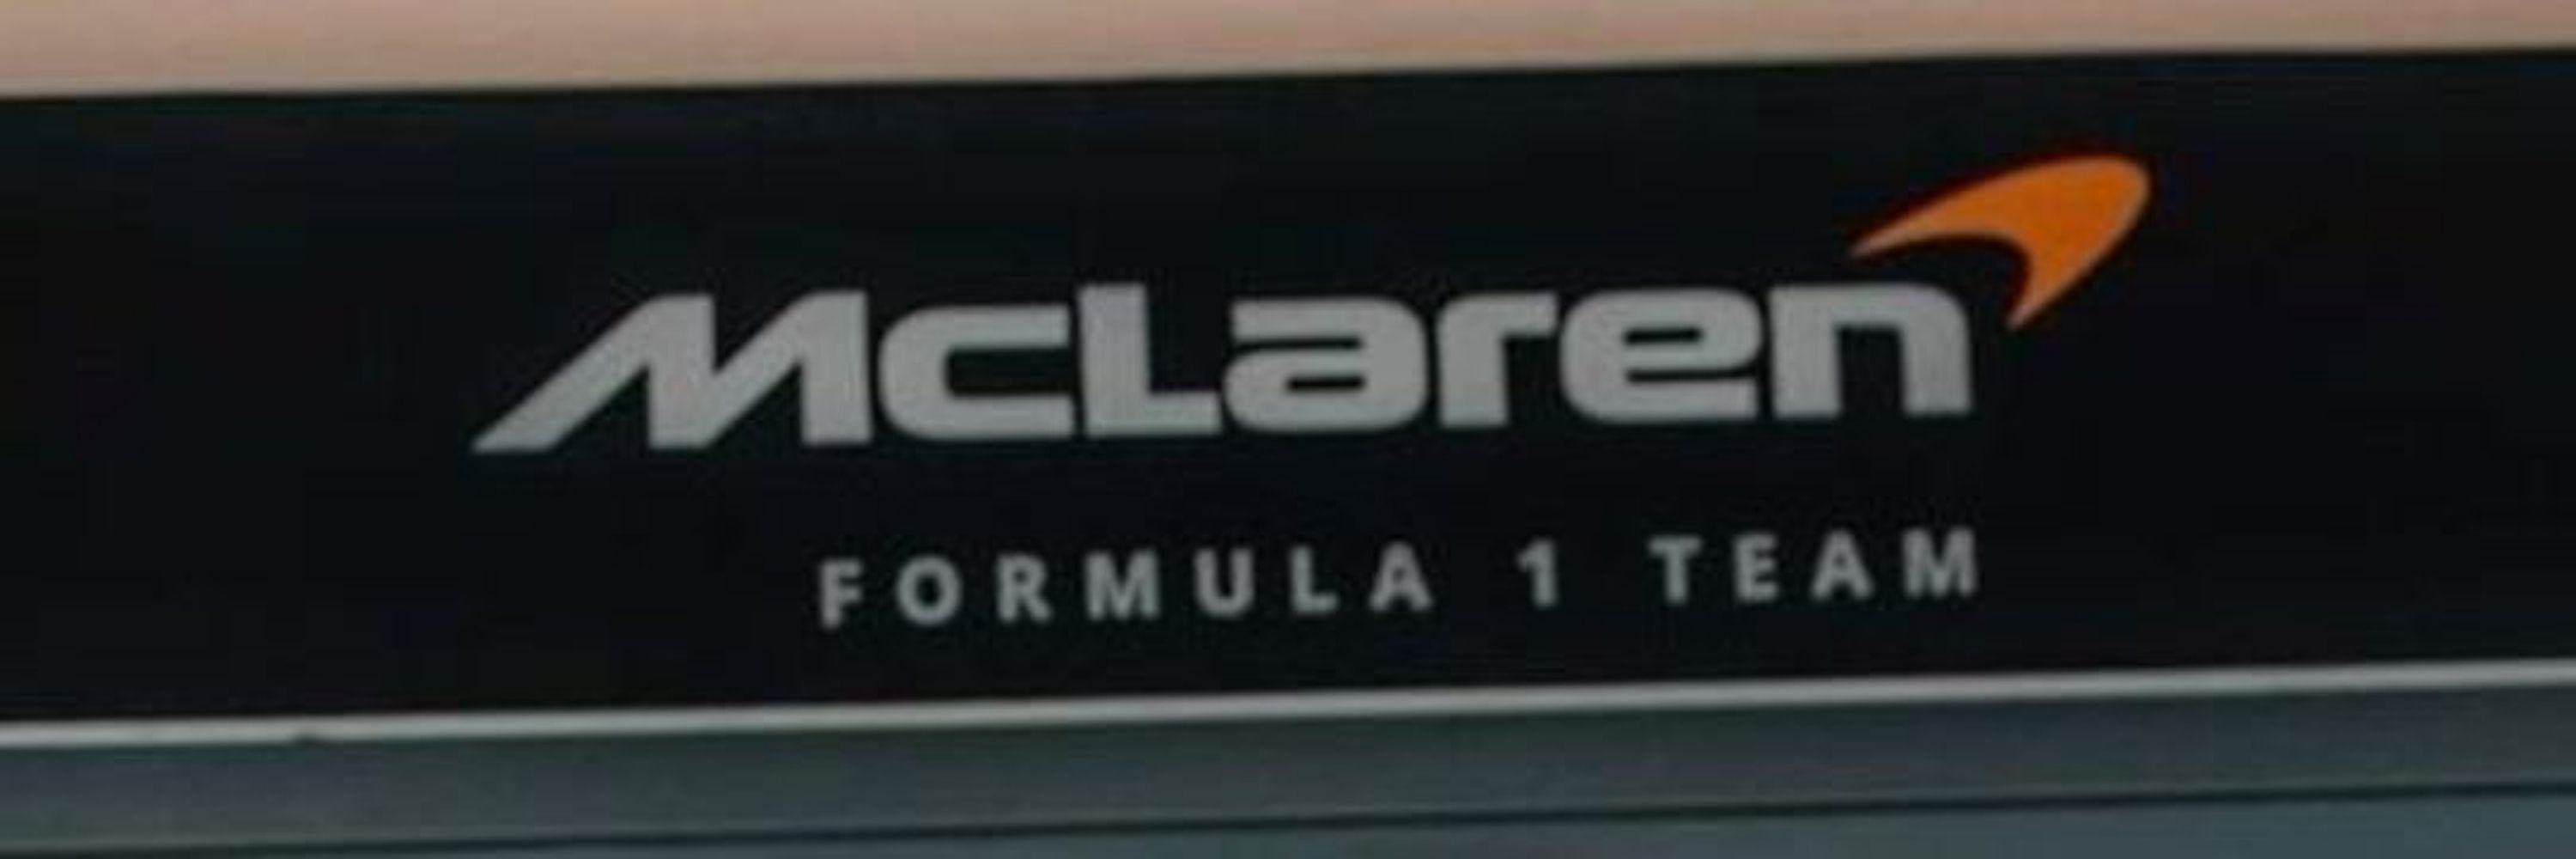 McLaren
FORMULA 1 TEAM